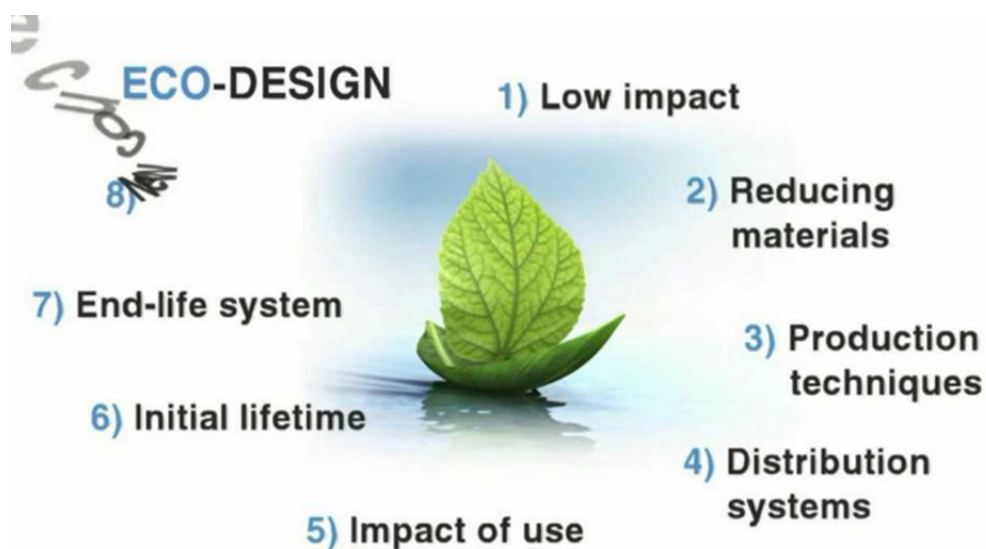 ECO-DESIGN
1) Low impact
2) Reducing
materials
3) Production
techniques
4) Distribution
systems
5) Impact of use
6) Initial lifetime
7) End-life system
8)